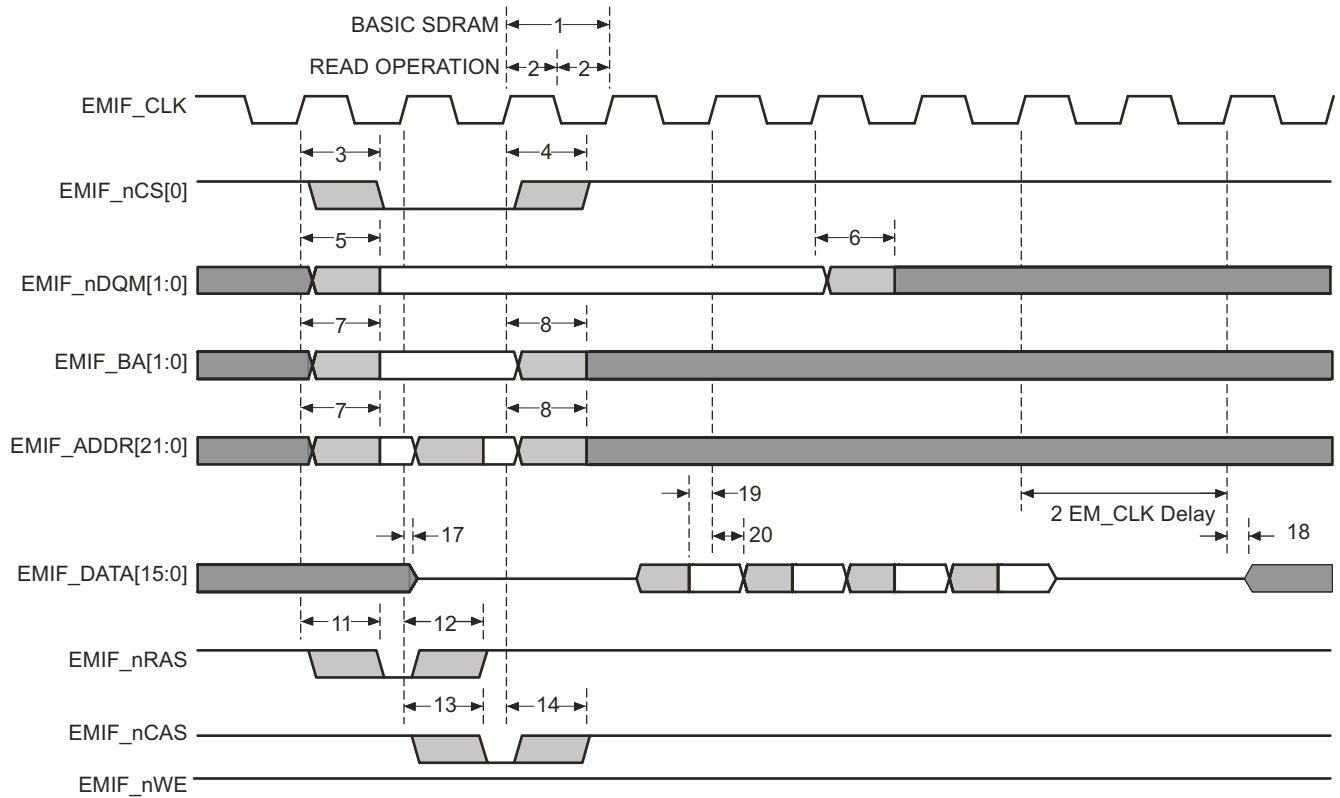 BASIC SDRAM 1
READ OPERATION 2 2
EMIF_CLK
3 4
EMIF_nCS[0]
5 6
EMIF_nDQM[1:0]
7 8
EMIF_BA[1:0]
7 8
EMIF_ADDR[21:0]
19
2 EM_CLK Delay
17 20 18
EMIF_DATA[15:0]
11 12
EMIF_nRAS
13 14
EMIF_nCAS
EMIF_nWE